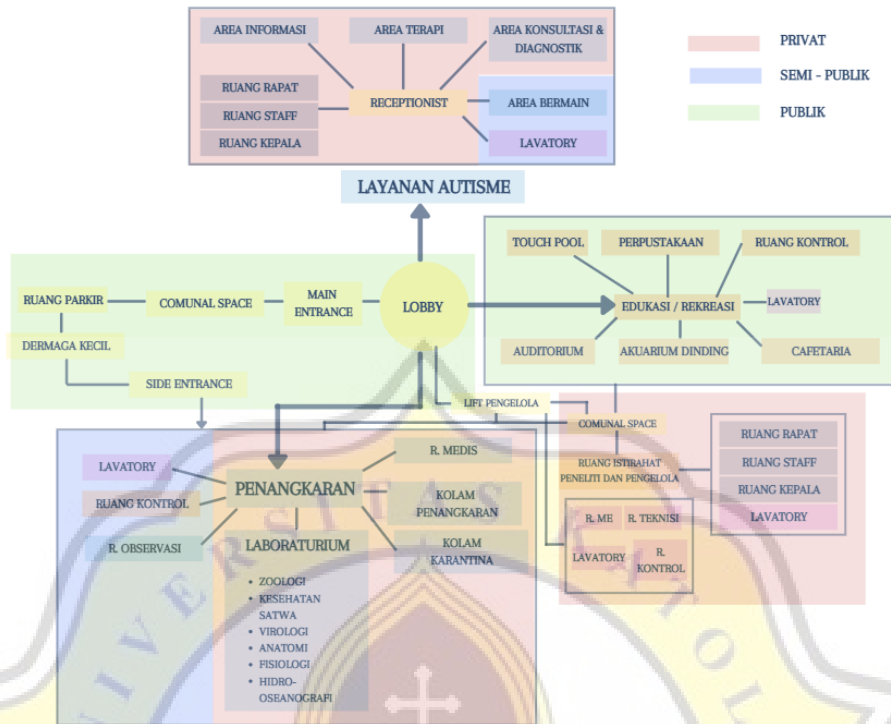 AREA INFORMASI
AREA TERAPI
AREA KONSULTASI &
DIAGNOSTIK
RUANG RAPAT
RUANG STAFF
RUANG KEPALA
RECEPTIONIST
AREA BERMAIN
LAVATORY
PRIVAT
SEMI - PUBLIK
PUBLIK
LAYANAN AUTISME
RUANG PARKIR
COMUNAL SPACE
MAIN
ENTRANCE
LOBBY
DERMAGA KECIL
SIDE ENTRANCE
TOUCH POOL
PERPUSTAKAAN
RUANG KONTROL
EDUKASI / REKREASI
LAVATORY
AUDITORIUM
AKUARIUM DINDING
CAFETARIA
LIFT PENGELOLA
COMUNAL SPACE
RUANG ISTIRAHAT
PENELITI DAN PENGELOLA
RUANG RAPAT
RUANG STAFF
RUANG KEPALA
LAVATORY
R. ME
R. TEKNISI
LAVATORY
R.
KONTROL
LAVATORY
RUANG KONTROL
R. OBSERVASI
PENANGKARAN
R. MEDIS
KOLAM
PENANGKARAN
KOLAM
KARANTINA
LABORATURIUM
• ZOOLOGI
• KESEHATAN
SATWA
• VIROLOGI
• ANATOMI
• FISIOLOGI
• HIDRO-
OSEANOGRAFI
UNIVERSITAS KATOL